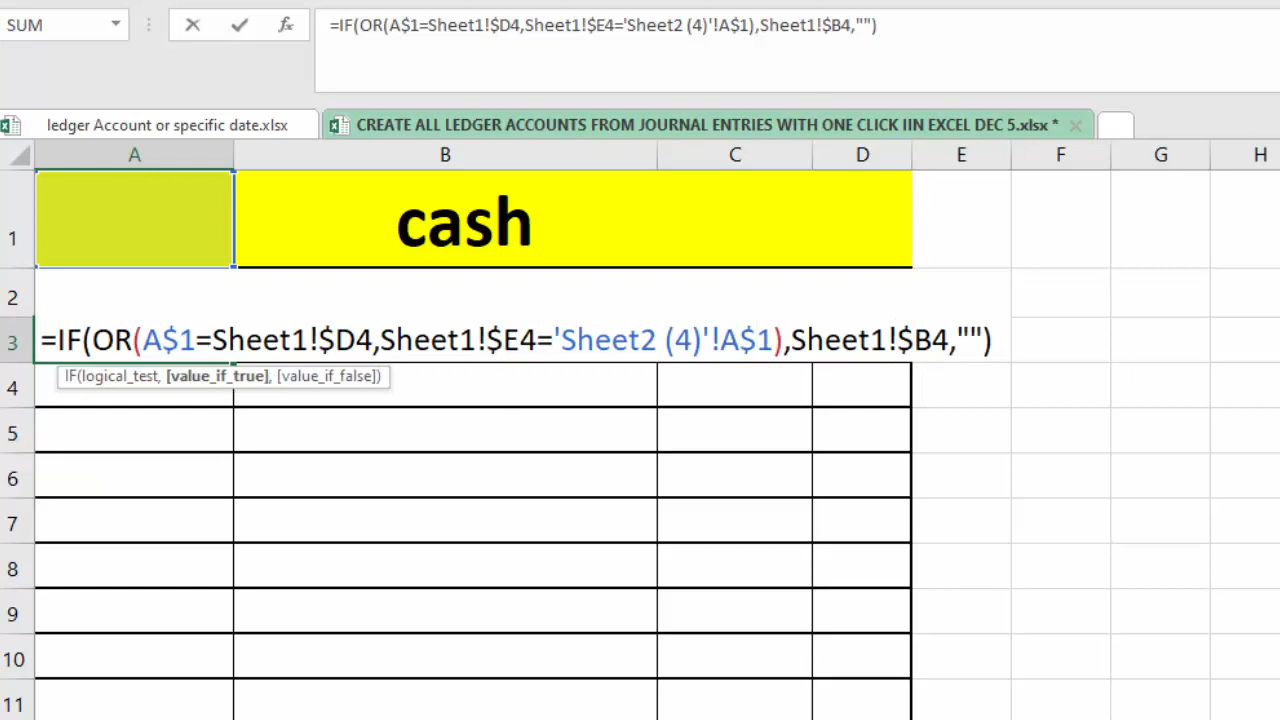 SUM fx =IF(OR(A$1=Sheet1!$D4,Sheet1!$E4='Sheet2 (4)'!A$1),Sheet1!$B4,"")
ledger Account or specific date.xlsx CREATE ALL LEDGER ACCOUNTS FROM JOURNAL ENTRIES WITH ONE CLICK IIN EXCEL DEC 5.xlsx *
A B C D E F G H
1 cash
2
3 =IF(OR(A$1=Sheet1!$D4,Sheet1!$E4='Sheet2 (4)'!A$1),Sheet1!$B4,"")
IF(logical_test, [value_if_true], [value_if_false])
4
5
6
7
8
9
10
11